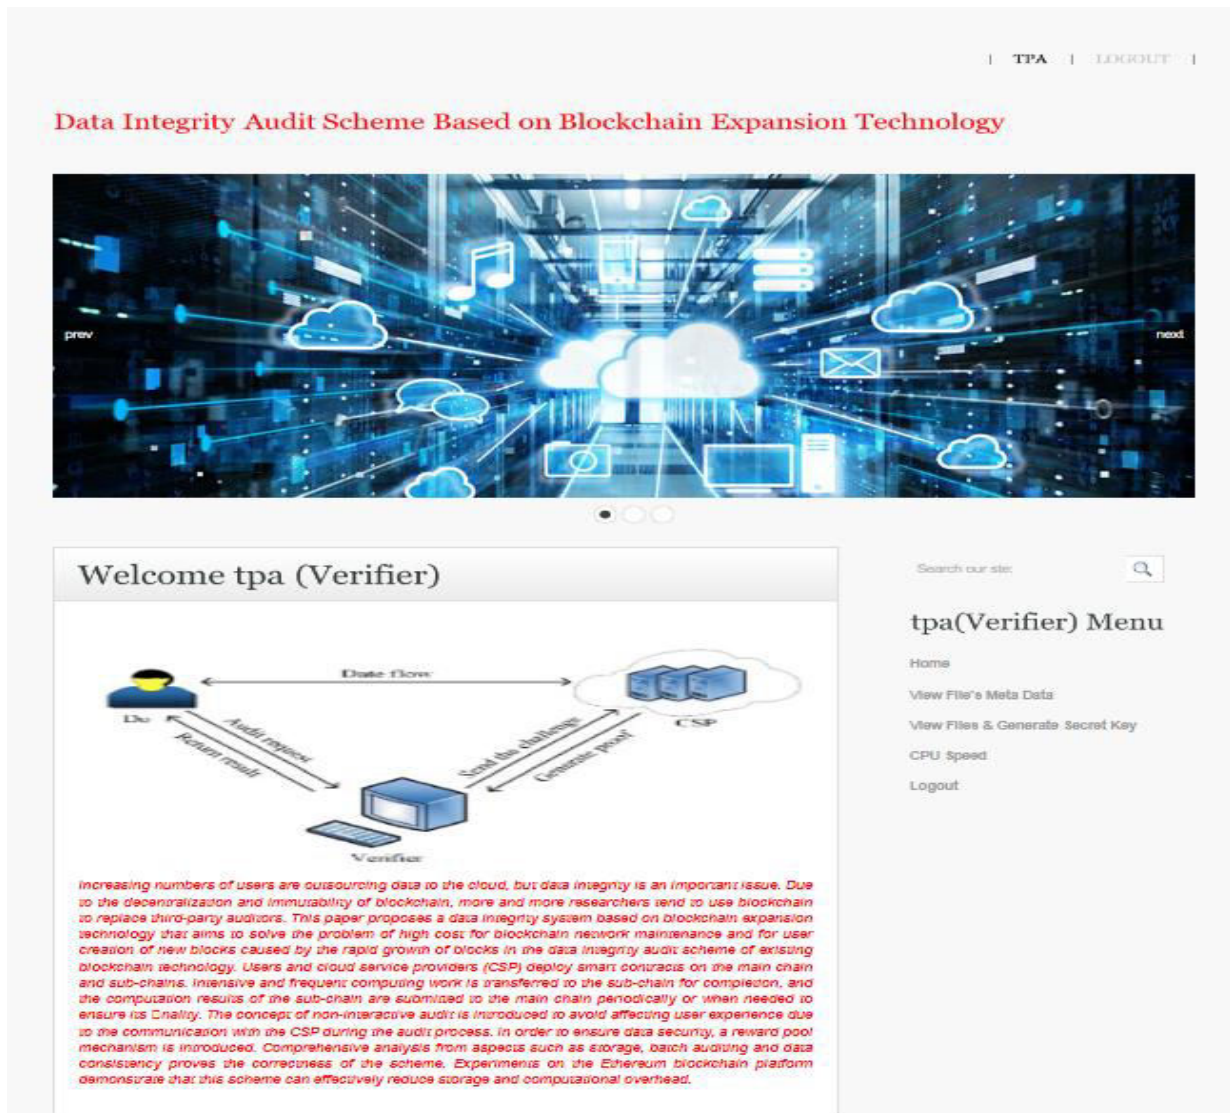 | TPA | LOGOUT |
Data Integrity Audit Scheme Based on Blockchain Expansion Technology
prev
next
Welcome tpa (Verifier)
Search our site:
tpa(Verifier) Menu
Home
View File's Meta Data
View Files & Generate Secret Key
CPU Speed
Logout
Date flow
Do
CSP
Audit request
Return result
Send the challenge
Generate proof
Verifier
Increasing numbers of users are outsourcing data to the cloud, but data integrity is an important issue. Due
to the decentralization and immutability of blockchain, more and more researchers tend to use blockchain
to replace third-party auditors. This paper proposes a data integrity system based on blockchain expansion
technology that aims to solve the problem of high cost for blockchain network maintenance and for user
creation of new blocks caused by the rapid growth of blocks in the data integrity audit scheme of existing
blockchain technology. Users and cloud service providers (CSP) deploy smart contracts on the main chain
and sub-chains. Intensive and frequent computing work is transferred to the sub-chain for completion, and
the computation results of the sub-chain are submitted to the main chain periodically or when needed to
ensure its □nality. The concept of non-interactive audit is introduced to avoid affecting user experience due
to the communication with the CSP during the audit process. In order to ensure data security, a reward pool
mechanism is introduced. Comprehensive analysis from aspects such as storage, batch auditing and data
consistency proves the correctness of the scheme. Experiments on the Ethereum blockchain platform
demonstrate that this scheme can effectively reduce storage and computational overhead.